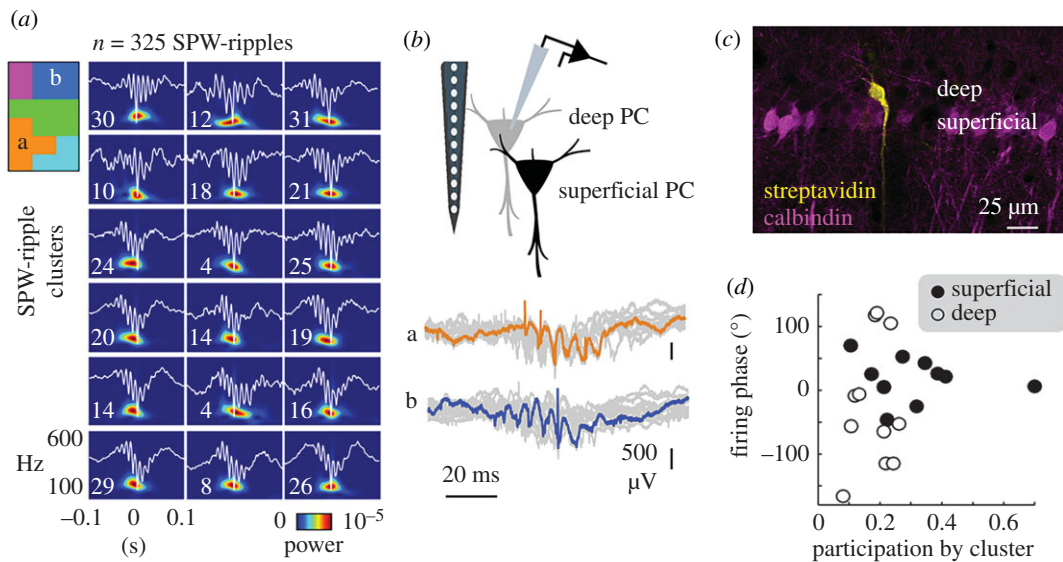 (a)
n = 325 SPW-ripples
b
a
30 12 31
10 18 21
24 4 25
20 14 19
14 4 16
29 8 26
SPW-ripple
clusters
600
Hz
100
–0.1 0 0.1
(s)
0 10⁻⁵
power
(b)
deep PC
superficial PC
a
b
20 ms
500
µV
(c)
deep
superficial
streptavidin
calbindin
25 µm
(d)
superficial
deep
firing phase (°)
100
0
–100
0 0.2 0.4 0.6
participation by cluster